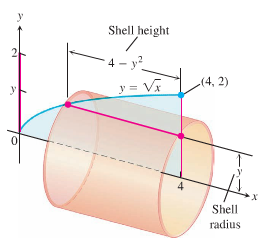 y
Shell height
2
4 − y²
y = √x
(4, 2)
y
0
y
4
x
Shell
radius